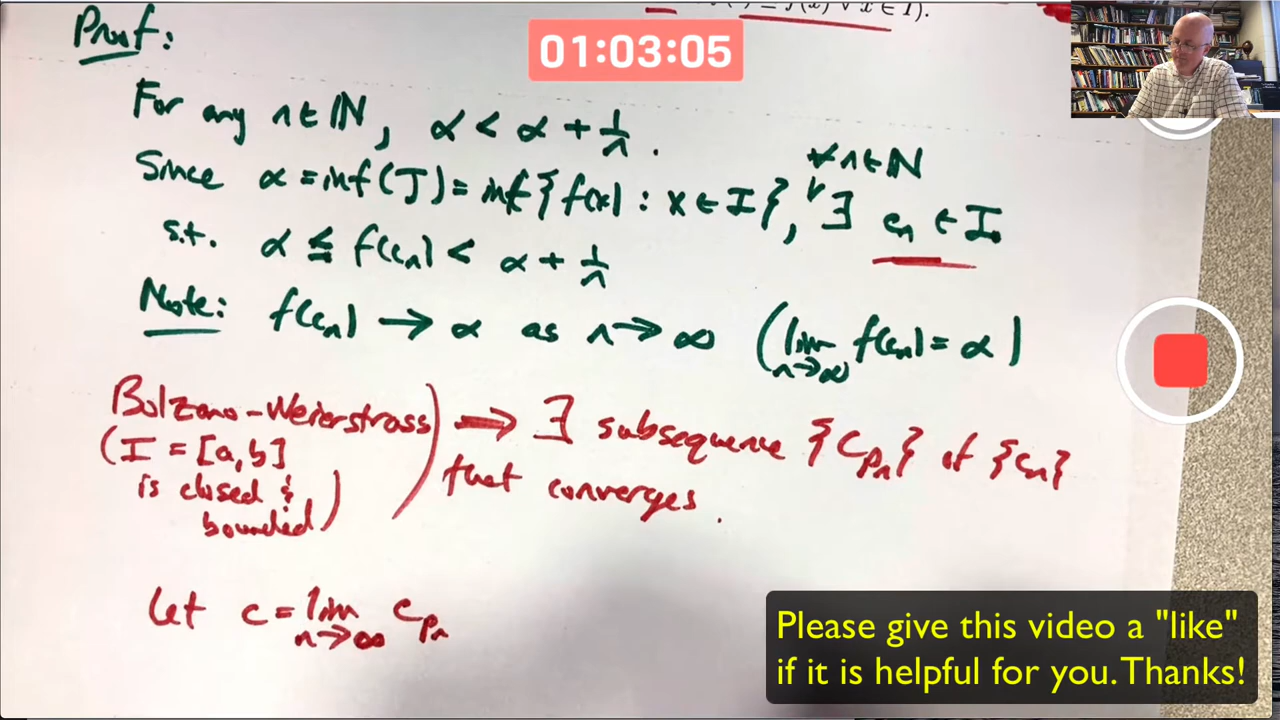 ∀ x ∈ I).
Proof:
01:03:05
For any n ∈ ℕ, α < α + 1/n.
∀ n ∈ ℕ
Since α = inf(J) = inf{f(x) : x ∈ I}, ∃ cₙ ∈ I
s.t. α ≤ f(cₙ) < α + 1/n
Note: f(cₙ) → α as n → ∞ (lim n→∞ f(cₙ) = α)
Bolzano-Weierstrass) ⟹ ∃ subsequence {c_pₙ} of {cₙ}
(I = [a,b] that converges.
is closed &
bounded)
Let c = lim n→∞ c_pₙ
Please give this video a "like"
if it is helpful for you. Thanks!